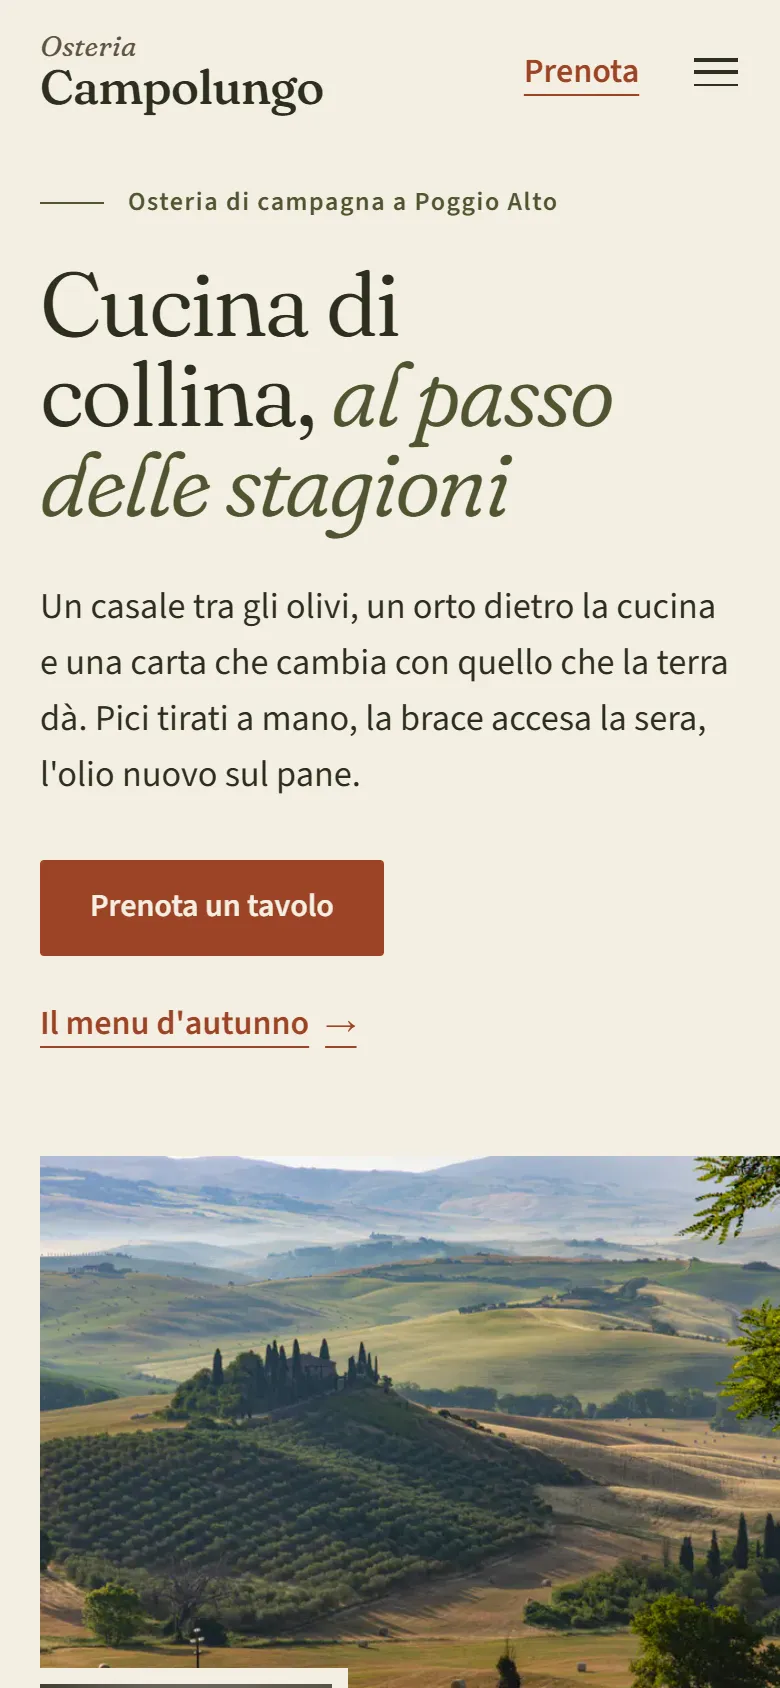 Osteria
Campolungo
Prenota
Osteria di campagna a Poggio Alto
Cucina di
collina, al passo
delle stagioni
Un casale tra gli olivi, un orto dietro la cucina
e una carta che cambia con quello che la terra
dà. Pici tirati a mano, la brace accesa la sera,
l'olio nuovo sul pane.
Prenota un tavolo
Il menu d'autunno →